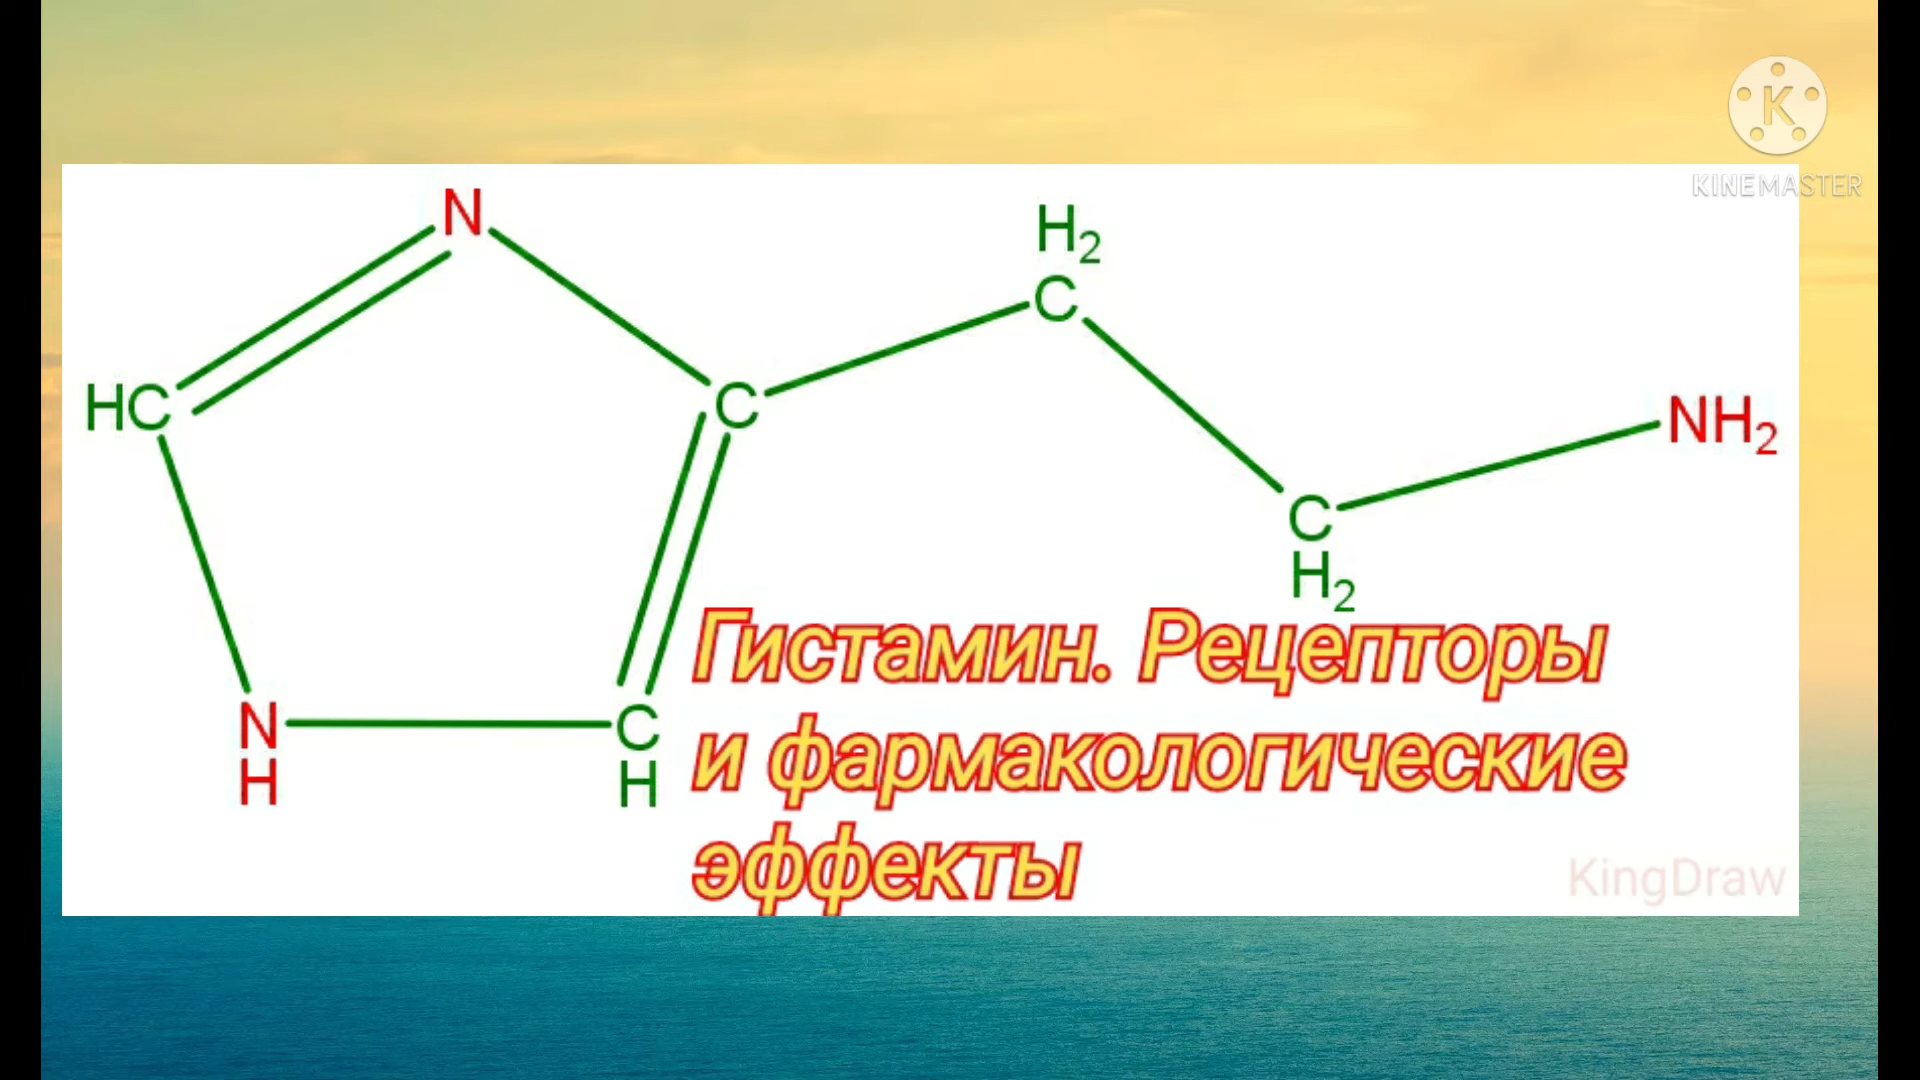 K
KINEMASTER
N
H2
C
HC
C
NH2
C
H2
N
H
C
H
Гистамин. Рецепторы
и фармакологические
эффекты
KingDraw